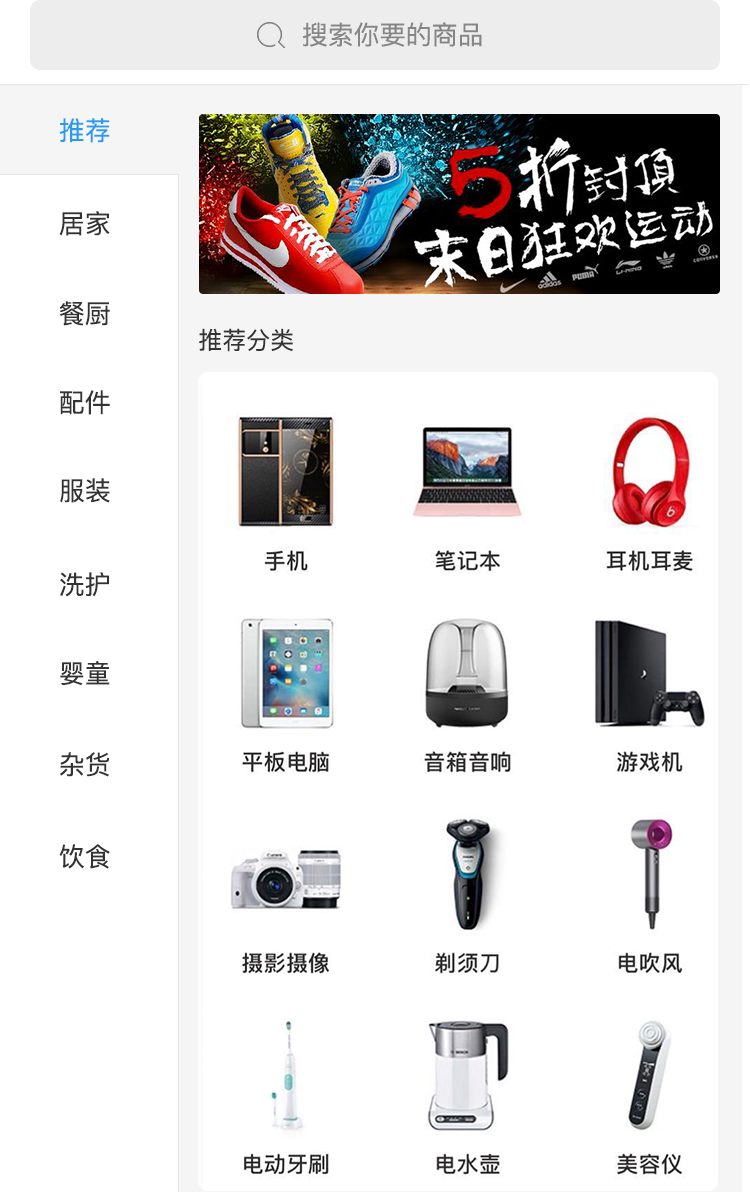 搜索你要的商品
推荐
居家
餐厨
配件
服装
洗护
婴童
杂货
饮食
5折封頂
末日狂欢运动
adidas
PUMA
LI-NING
CONVERSE
推荐分类
手机
笔记本
耳机耳麦
平板电脑
音箱音响
游戏机
Canon
摄影摄像
剃须刀
电吹风
BOSCH
电动牙刷
电水壶
美容仪